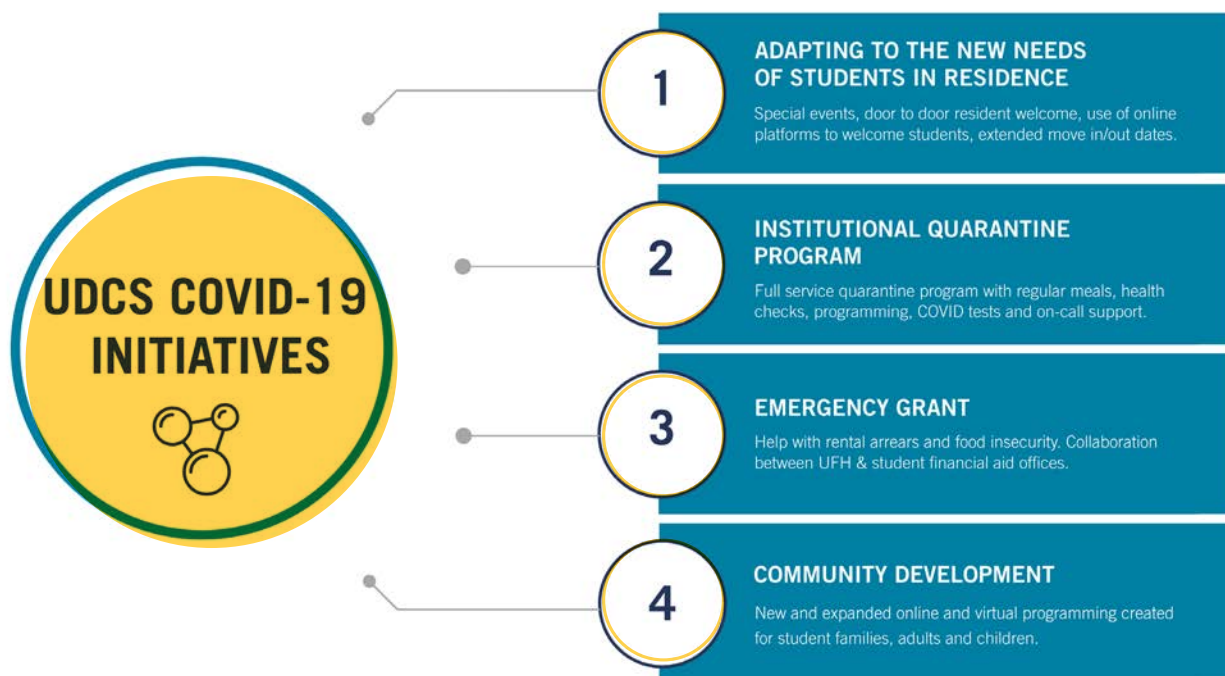 UDCS COVID-19
INITIATIVES
1
ADAPTING TO THE NEW NEEDS
OF STUDENTS IN RESIDENCE
Special events, door to door resident welcome, use of online
platforms to welcome students, extended move in/out dates.
2
INSTITUTIONAL QUARANTINE
PROGRAM
Full service quarantine program with regular meals, health
checks, programming, COVID tests and on-call support.
3
EMERGENCY GRANT
Help with rental arrears and food insecurity. Collaboration
between UFH & student financial aid offices.
4
COMMUNITY DEVELOPMENT
New and expanded online and virtual programming created
for student families, adults and children.